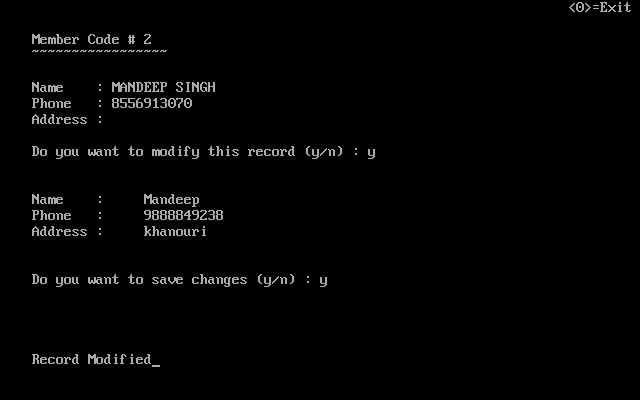 <0>=Exit
Member Code # 2
~~~~~~~~~~~~~~~~~
Name    : MANDEEP SINGH
Phone   : 8556913070
Address :
Do you want to modify this record (y/n) : y
Name    :     Mandeep
Phone   :     9888849238
Address :     khanouri
Do you want to save changes (y/n) : y
Record Modified_